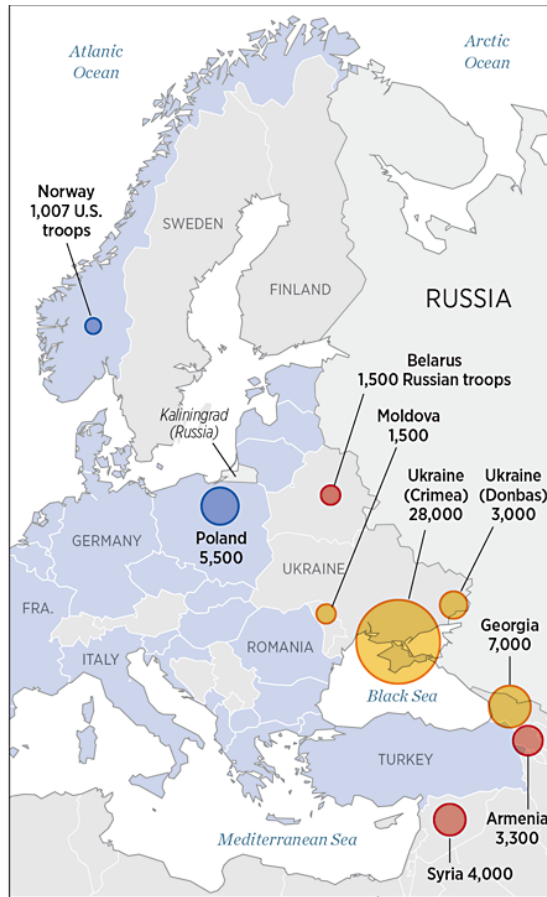 Atlanic
Ocean
Arctic
Ocean
Norway
1,007 U.S.
troops
SWEDEN
FINLAND
RUSSIA
Belarus
1,500 Russian troops
Kaliningrad
(Russia)
Moldova
1,500
Ukraine
(Crimea)
28,000
Ukraine
(Donbas)
3,000
Poland
5,500
GERMANY
UKRAINE
FRA.
ITALY
ROMANIA
Georgia
7,000
Black Sea
TURKEY
Armenia
3,300
Mediterranean Sea
Syria 4,000